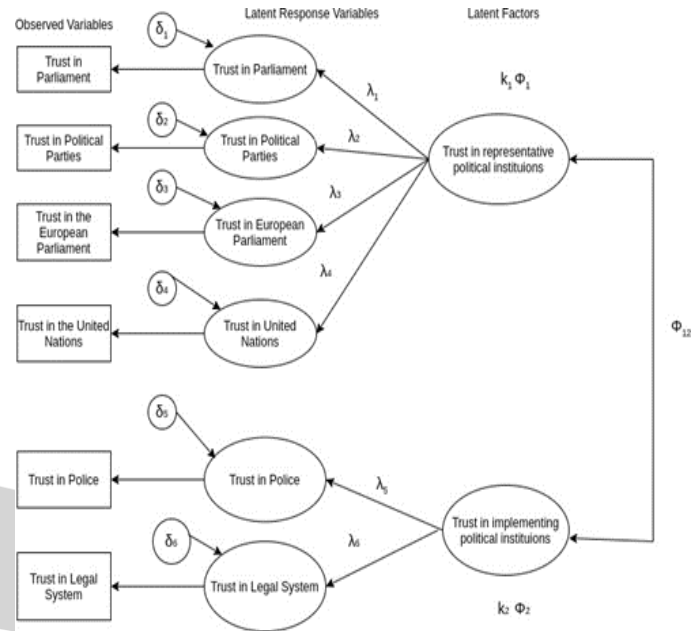 Observed Variables
Latent Response Variables
Latent Factors
δ1
Trust in
Parliament
Trust in Parliament
λ1
k1 Φ1
δ2
Trust in Political
Parties
Trust in Political
Parties
λ2
Trust in representative
political instituions
δ3
Trust in the
European
Parliament
Trust in European
Parliament
λ3
δ4
Trust in the United
Nations
Trust in United
Nations
λ4
Φ12
δ5
Trust in Police
Trust in Police
λ5
Trust in implementing
political instituions
δ6
Trust in Legal
System
Trust in Legal System
λ6
k2 Φ2